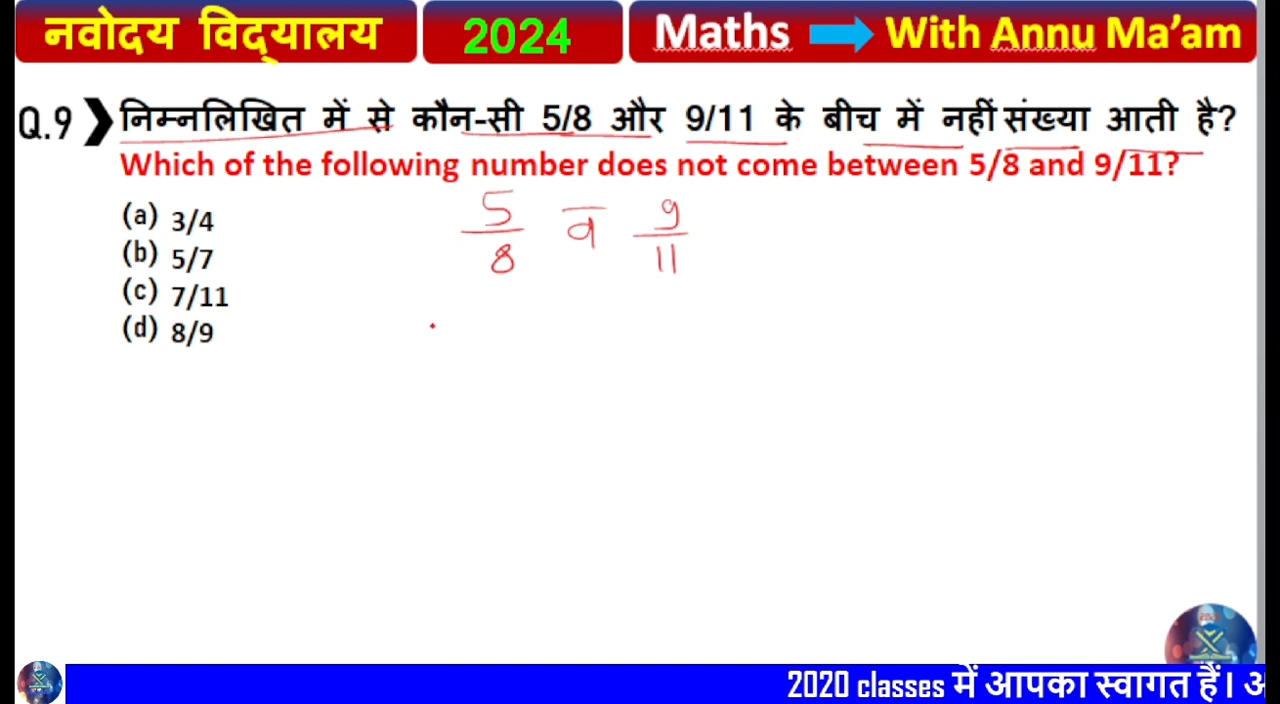 नवोदय विद्यालय 2024 Maths With Annu Ma'am
Q.9 निम्नलिखित में से कौन-सी 5/8 और 9/11 के बीच में नहीं संख्या आती है?
Which of the following number does not come between 5/8 and 9/11?
(a) 3/4
(b) 5/7
(c) 7/11
(d) 8/9
5/8 व 9/11
2020 classes में आपका स्वागत हैं। अ